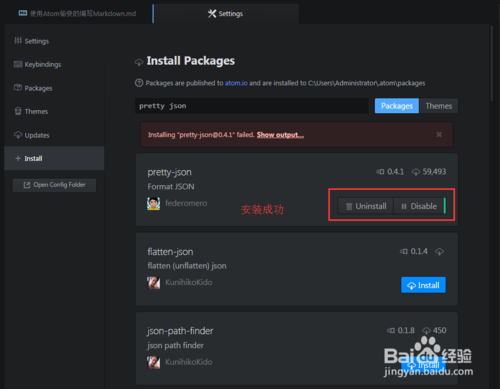 使用Atom愉快的编写Markdown.md
Settings
Settings
Keybindings
Packages
Themes
Updates
Install
Open Config Folder
Install Packages
Packages are published to atom.io and are installed to C:\Users\Administrator\.atom\packages
pretty json
Packages Themes
Installing "pretty-json@0.4.1" failed. Show output...
pretty-json
0.4.1 59,493
Format JSON
federomero
安装成功
Uninstall Disable
flatten-json
0.1.4
flatten (unflatten) json
KunihikoKido
Install
json-path-finder
0.1.8 450
json path finder
KunihikoKido
Install
Bai 经验
jingyan.baidu.com